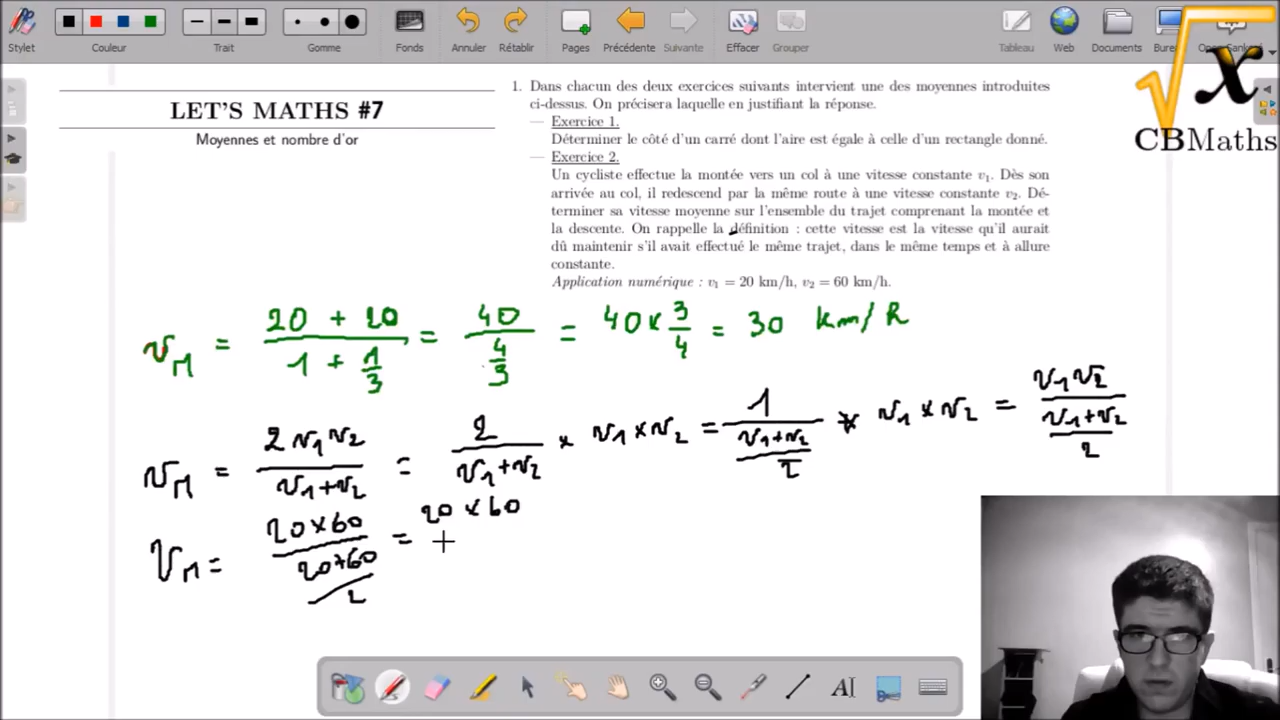 Stylet Couleur Trait Gomme Fonds Annuler Rétablir Pages Précédente Suivante Effacer Grouper Tableau Web Documents
√x
CBMaths
LET'S MATHS #7
Moyennes et nombre d'or
1. Dans chacun des deux exercices suivants intervient une des moyennes introduites
ci-dessus. On précisera laquelle en justifiant la réponse.
— Exercice 1.
Déterminer le côté d'un carré dont l'aire est égale à celle d'un rectangle donné.
— Exercice 2.
Un cycliste effectue la montée vers un col à une vitesse constante v₁. Dès son
arrivée au col, il redescend par la même route à une vitesse constante v₂. Dé-
terminer sa vitesse moyenne sur l'ensemble du trajet comprenant la montée et
la descente. On rappelle la définition : cette vitesse est la vitesse qu'il aurait
dû maintenir s'il avait effectué le même trajet, dans le même temps et à allure
constante.
Application numérique : v₁ = 20 km/h, v₂ = 60 km/h.
v_M = (20 + 20)/(1 + 1/3) = 40/(4/3) = 40 × 3/4 = 30 km/h
v_M = 2 v₁ v₂/(v₁+v₂) = 2/(v₁+v₂) × v₁ × v₂ = 1/((v₁+v₂)/2) × v₁ × v₂ = v₁ v₂/((v₁+v₂)/2)
V_M = (20×60)/((20+60)/2) = 20 × 60